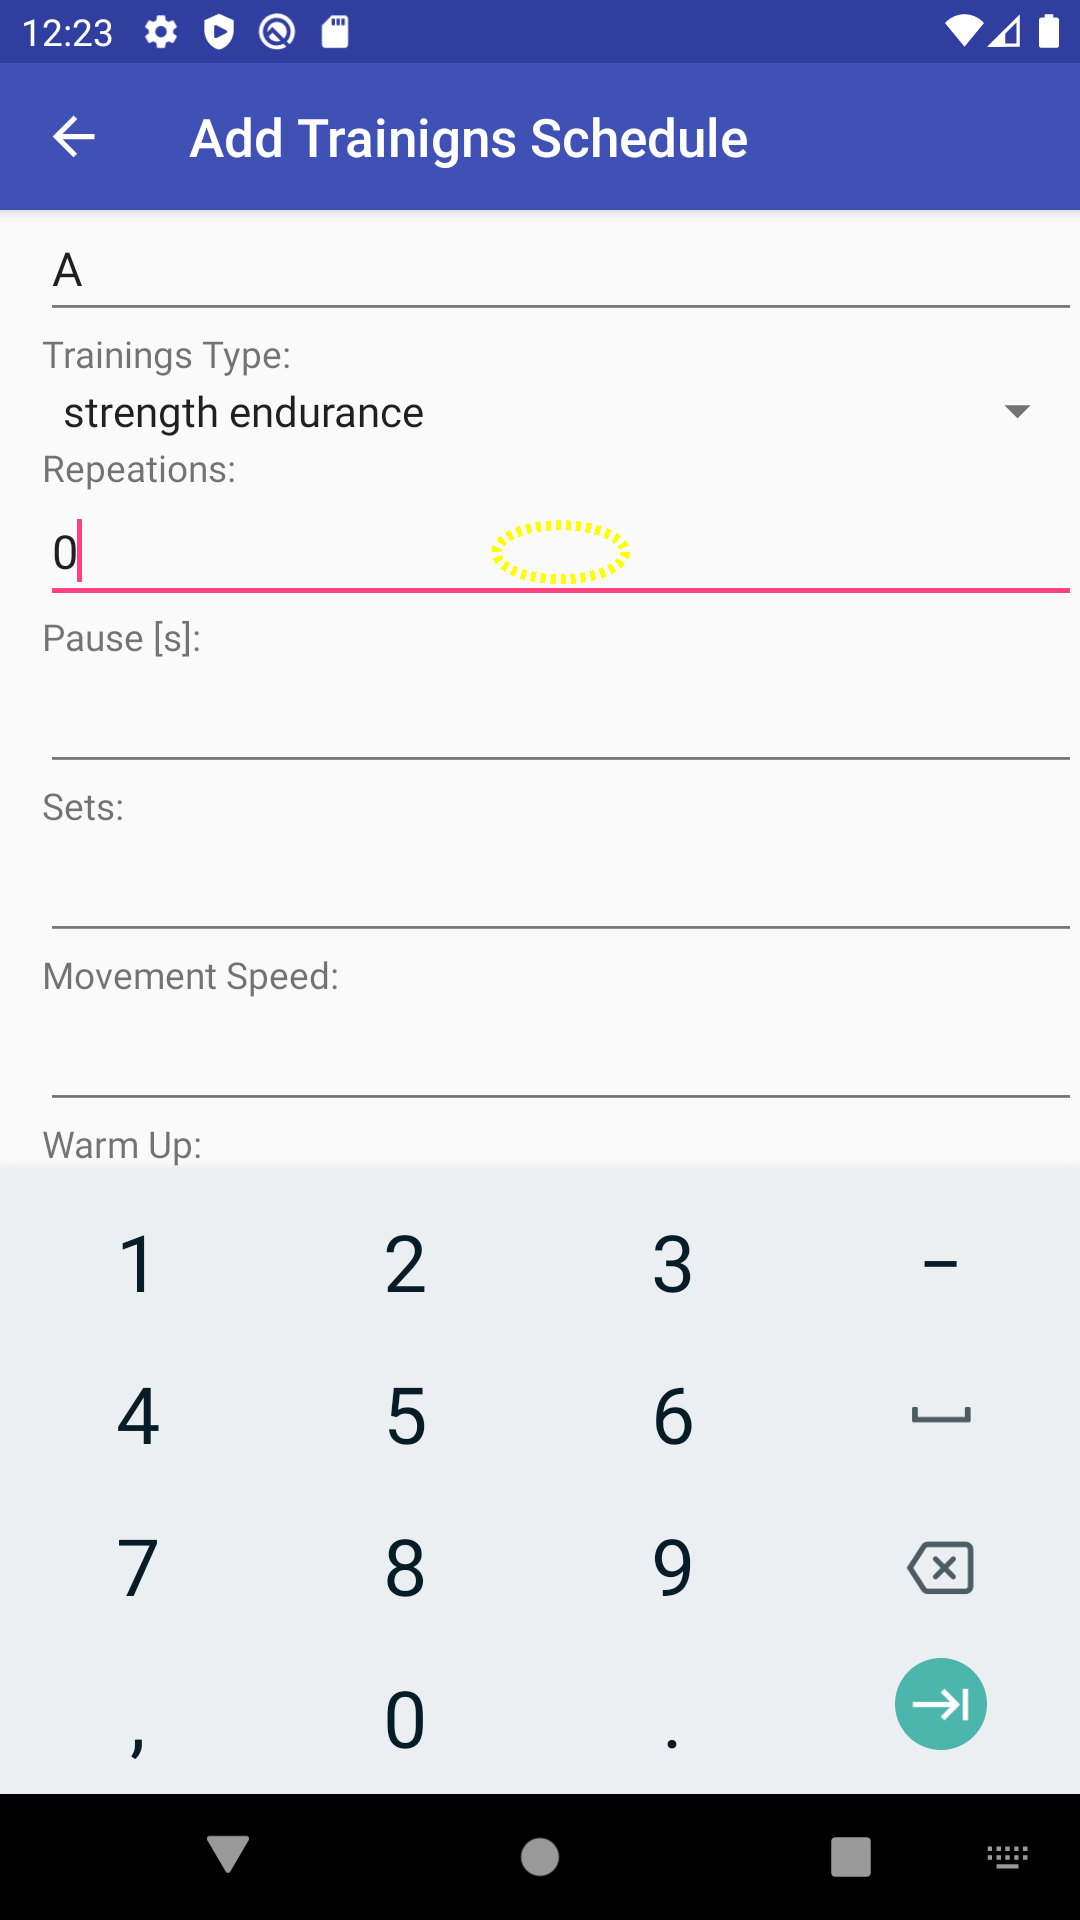 12:23
Add Trainigns Schedule
A
Trainings Type:
strength endurance
Repeations:
0
Pause [s]:
Sets:
Movement Speed:
Warm Up:
1 2 3 -
4 5 6
7 8 9
, 0 .